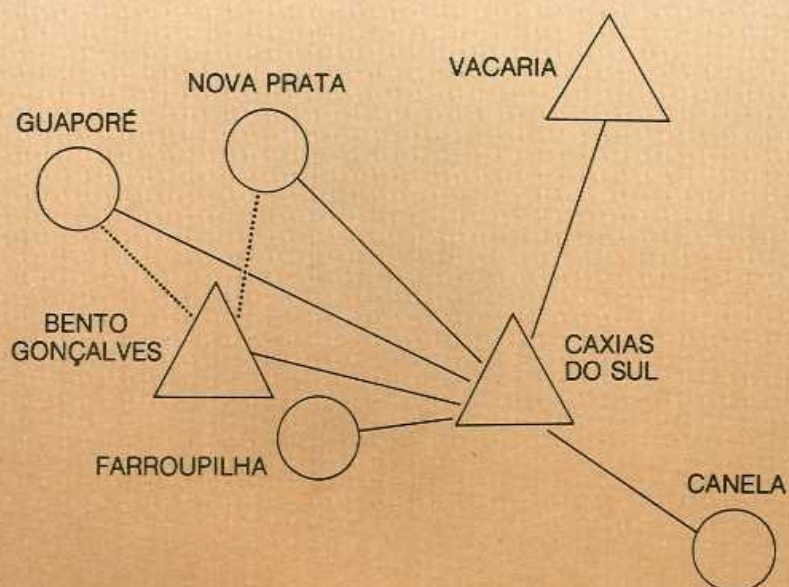 VACARIA
NOVA PRATA
GUAPORÉ
BENTO
GONÇALVES
CAXIAS
DO SUL
FARROUPILHA
CANELA